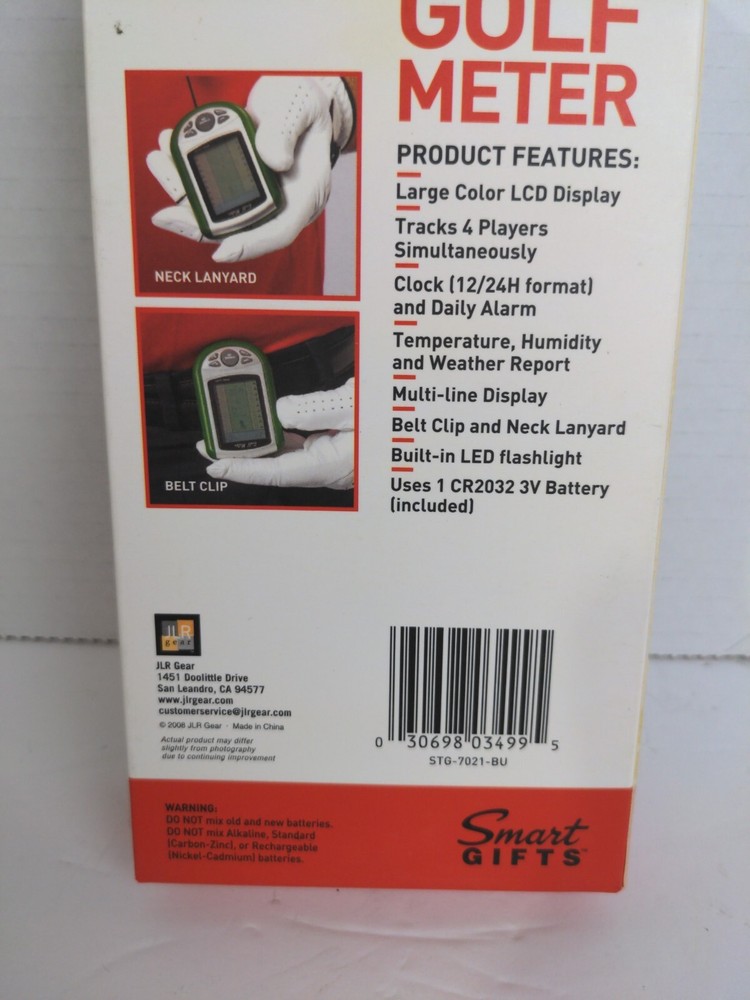 GOLF
METER
PRODUCT FEATURES:
Large Color LCD Display
Tracks 4 Players
Simultaneously
Clock (12/24H format)
and Daily Alarm
Temperature, Humidity
and Weather Report
Multi-line Display
Belt Clip and Neck Lanyard
Built-in LED flashlight
Uses 1 CR2032 3V Battery
(included)
NECK LANYARD
BELT CLIP
JLR
gear
JLR Gear
1451 Doolittle Drive
San Leandro, CA 94577
www.jlrgear.com
customerservice@jlrgear.com
© 2008 JLR Gear · Made in China
Actual product may differ
slightly from photography
due to continuing improvement
0 30698 03499 5
STG-7021-BU
WARNING:
DO NOT mix old and new batteries.
DO NOT mix Alkaline, Standard
(Carbon-Zinc), or Rechargeable
(Nickel-Cadmium) batteries.
Smart
GIFTS™